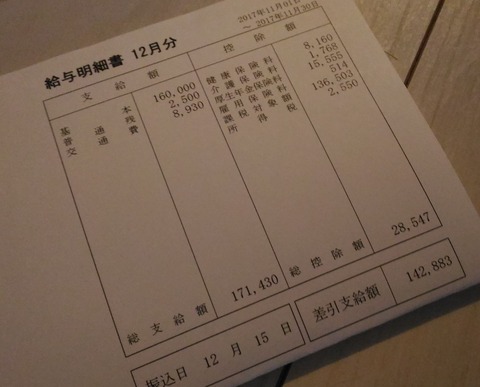 2017年11月01日
～ 2017年11月30日
給与明細書 12月分
支給額 控除額
基本 160,000 健康保険料 8,160
普通残 2,500 介護保険料 1,768
交通費 8,930 厚生年金保険料 15,555
雇用保険料 514
課税対象額 136,503
所得税 2,550
総支給額 171,430 総控除額 28,547
振込日 12月15日 差引支給額 142,883